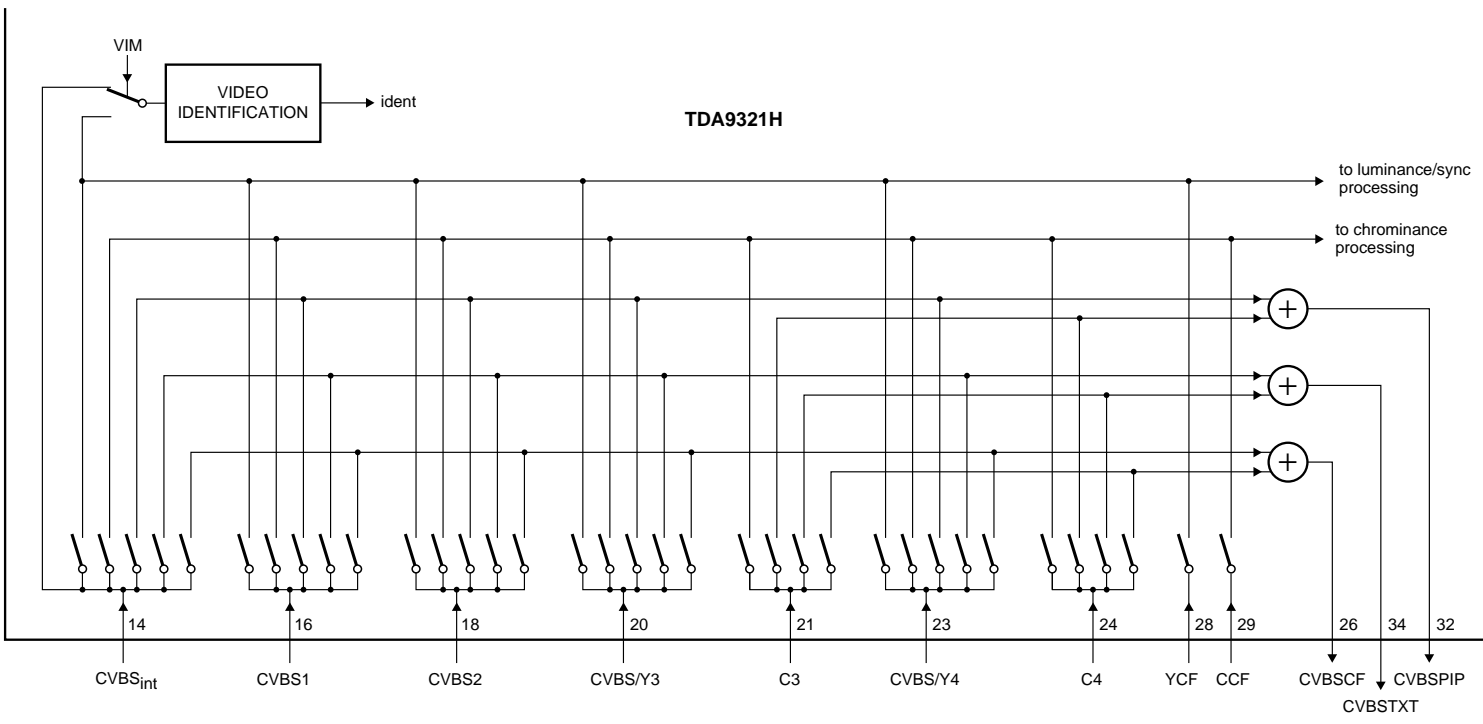 VIM
VIDEO
IDENTIFICATION
ident
TDA9321H
to luminance/sync
processing
to chrominance
processing
+
+
+
14
16
18
20
21
23
24
28
29
26
34
32
CVBSint
CVBS1
CVBS2
CVBS/Y3
C3
CVBS/Y4
C4
YCF
CCF
CVBSCF
CVBSPIP
CVBSTXT